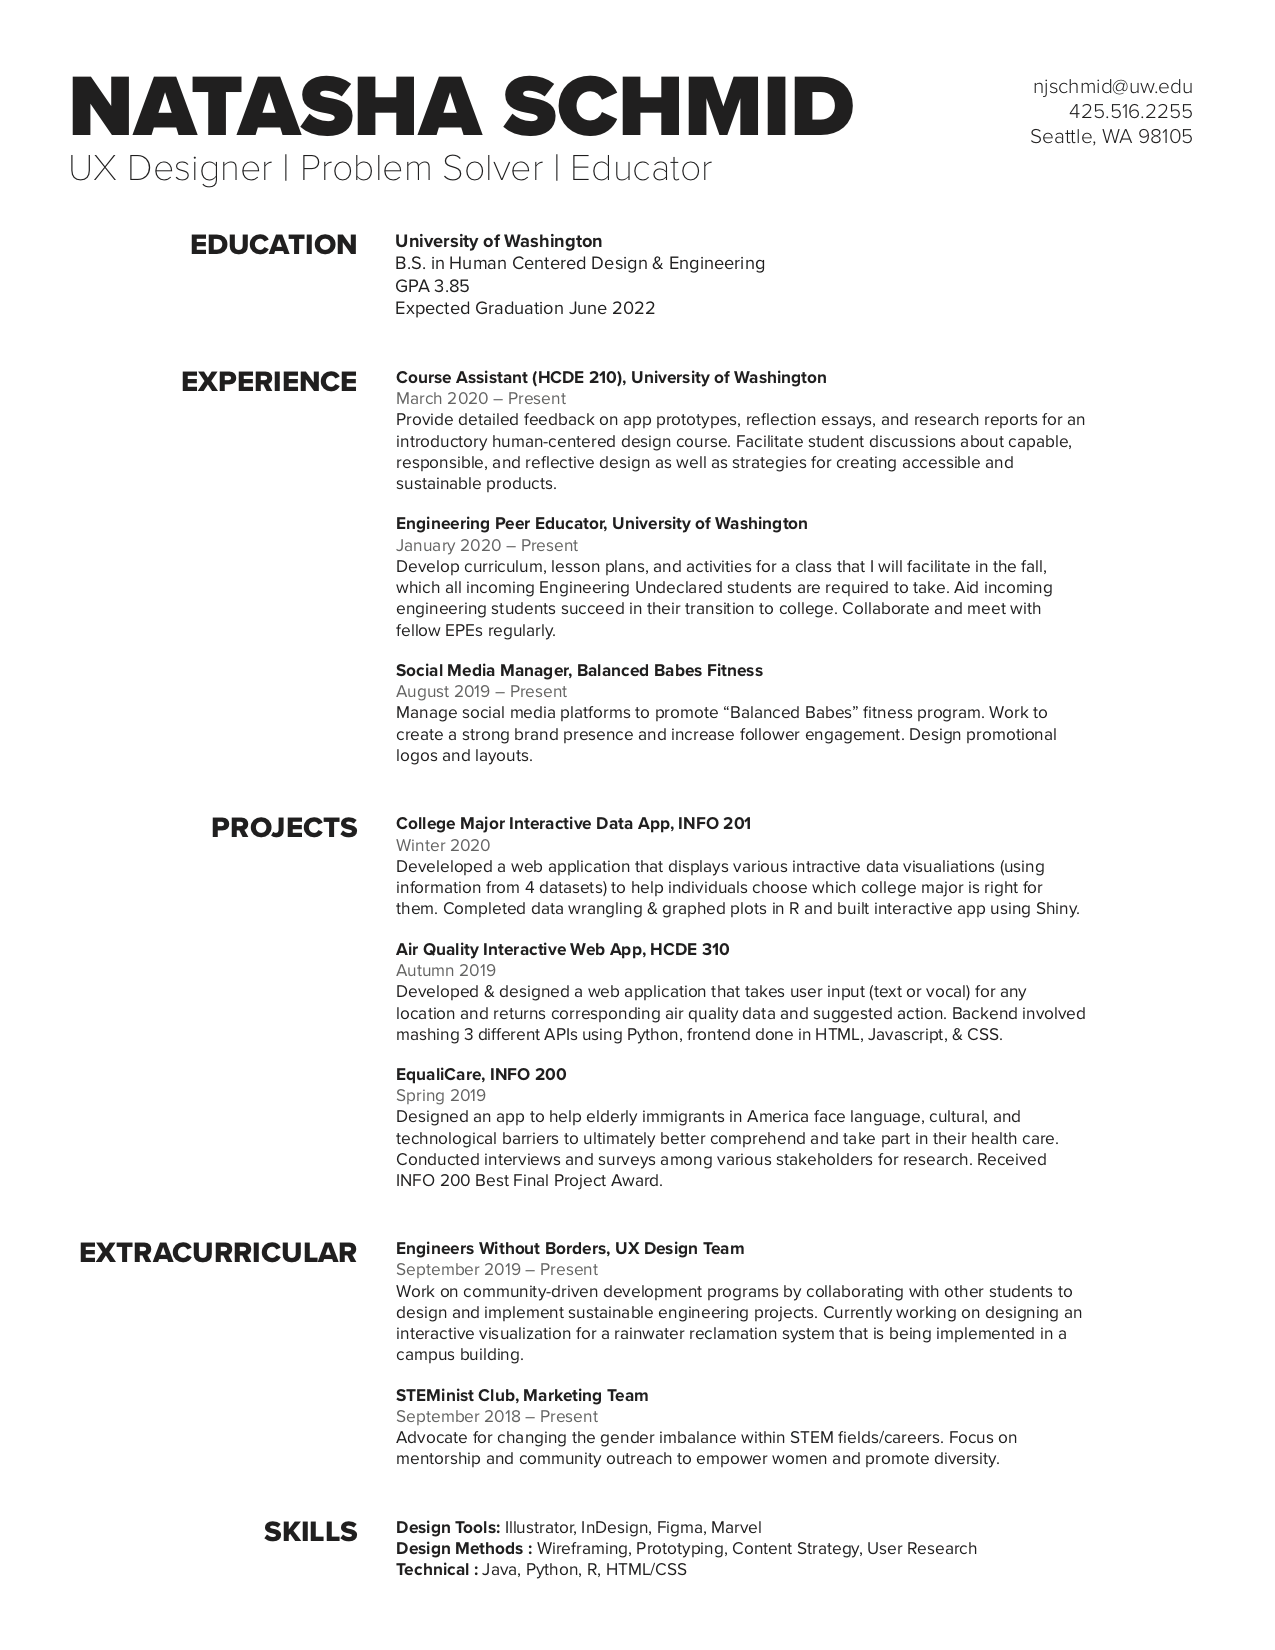 NATASHA SCHMID
UX Designer | Problem Solver | Educator
njschmid@uw.edu
425.516.2255
Seattle, WA 98105
EDUCATION
University of Washington
B.S. in Human Centered Design & Engineering
GPA 3.85
Expected Graduation June 2022
EXPERIENCE
Course Assistant (HCDE 210), University of Washington
March 2020 – Present
Provide detailed feedback on app prototypes, reflection essays, and research reports for an
introductory human-centered design course. Facilitate student discussions about capable,
responsible, and reflective design as well as strategies for creating accessible and
sustainable products.
Engineering Peer Educator, University of Washington
January 2020 – Present
Develop curriculum, lesson plans, and activities for a class that I will facilitate in the fall,
which all incoming Engineering Undeclared students are required to take. Aid incoming
engineering students succeed in their transition to college. Collaborate and meet with
fellow EPEs regularly.
Social Media Manager, Balanced Babes Fitness
August 2019 – Present
Manage social media platforms to promote “Balanced Babes” fitness program. Work to
create a strong brand presence and increase follower engagement. Design promotional
logos and layouts.
PROJECTS
College Major Interactive Data App, INFO 201
Winter 2020
Develeloped a web application that displays various intractive data visualiations (using
information from 4 datasets) to help individuals choose which college major is right for
them. Completed data wrangling & graphed plots in R and built interactive app using Shiny.
Air Quality Interactive Web App, HCDE 310
Autumn 2019
Developed & designed a web application that takes user input (text or vocal) for any
location and returns corresponding air quality data and suggested action. Backend involved
mashing 3 different APIs using Python, frontend done in HTML, Javascript, & CSS.
EqualiCare, INFO 200
Spring 2019
Designed an app to help elderly immigrants in America face language, cultural, and
technological barriers to ultimately better comprehend and take part in their health care.
Conducted interviews and surveys among various stakeholders for research. Received
INFO 200 Best Final Project Award.
EXTRACURRICULAR
Engineers Without Borders, UX Design Team
September 2019 – Present
Work on community-driven development programs by collaborating with other students to
design and implement sustainable engineering projects. Currently working on designing an
interactive visualization for a rainwater reclamation system that is being implemented in a
campus building.
STEMinist Club, Marketing Team
September 2018 – Present
Advocate for changing the gender imbalance within STEM fields/careers. Focus on
mentorship and community outreach to empower women and promote diversity.
SKILLS
Design Tools: Illustrator, InDesign, Figma, Marvel
Design Methods : Wireframing, Prototyping, Content Strategy, User Research
Technical : Java, Python, R, HTML/CSS